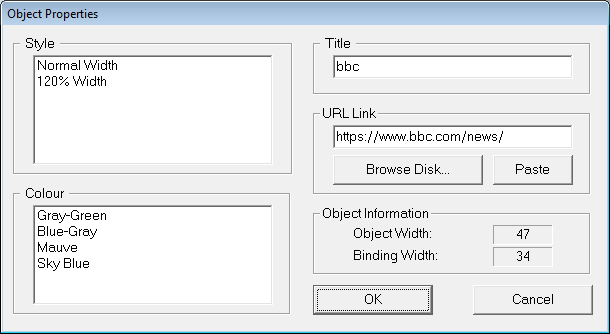 Object Properties
Style
Normal Width
120% Width
Title
bbc
URL Link
https://www.bbc.com/news/
Browse Disk...
Paste
Colour
Gray-Green
Blue-Gray
Mauve
Sky Blue
Object Information
Object Width: 47
Binding Width: 34
OK
Cancel